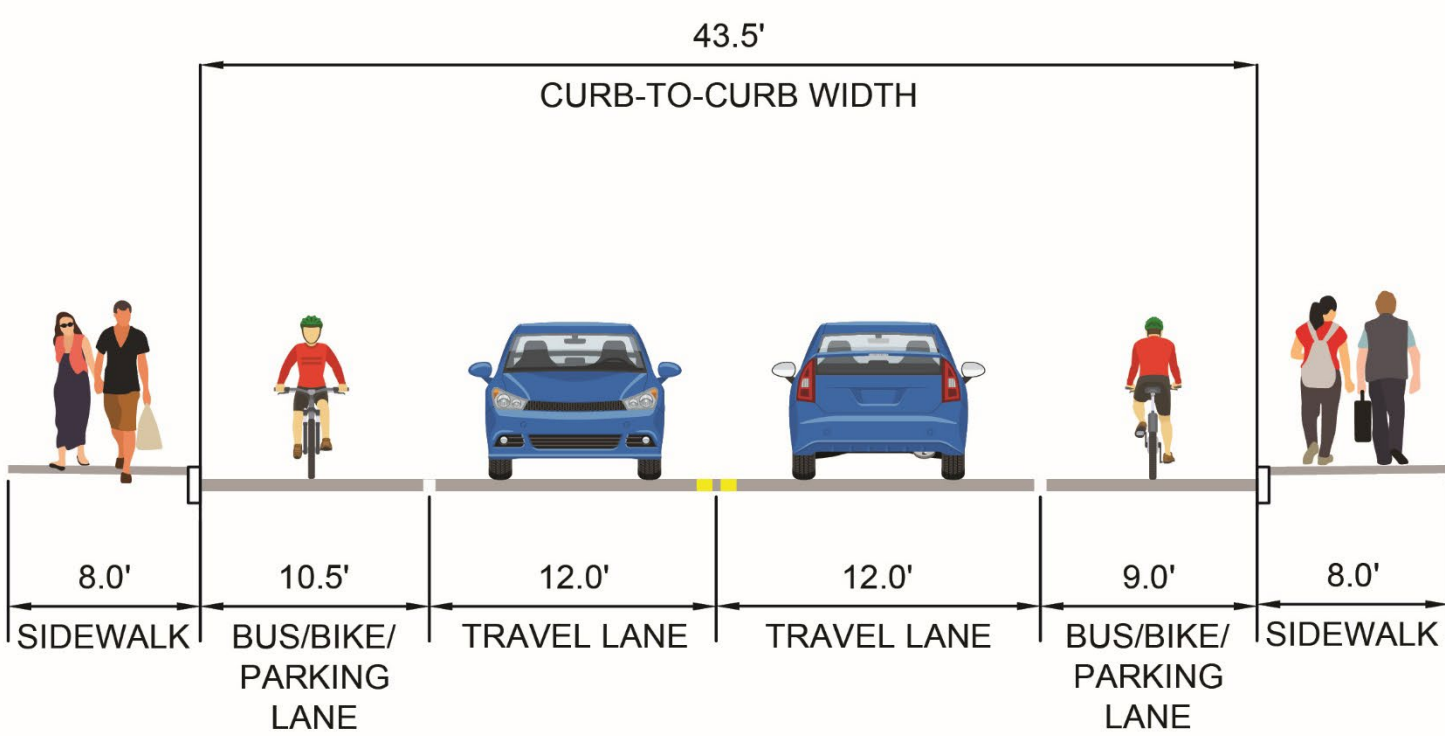 43.5'
CURB-TO-CURB WIDTH
8.0'
10.5'
12.0'
12.0'
9.0'
8.0'
SIDEWALK
BUS/BIKE/
PARKING
LANE
TRAVEL LANE
TRAVEL LANE
BUS/BIKE/
PARKING
LANE
SIDEWALK